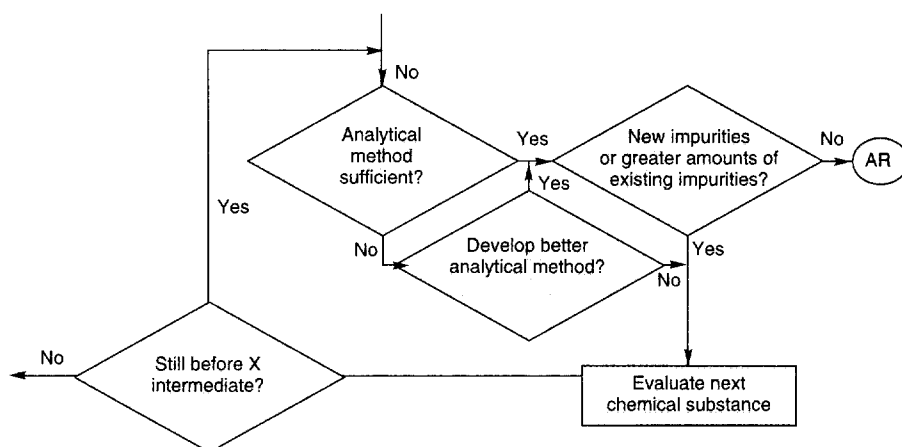 No
Analytical
method
sufficient?
Yes
New impurities
or greater amounts of
existing impurities?
No
AR
Yes
Yes
No
Develop better
analytical method?
Yes
No
No
Still before X
intermediate?
Evaluate next
chemical substance